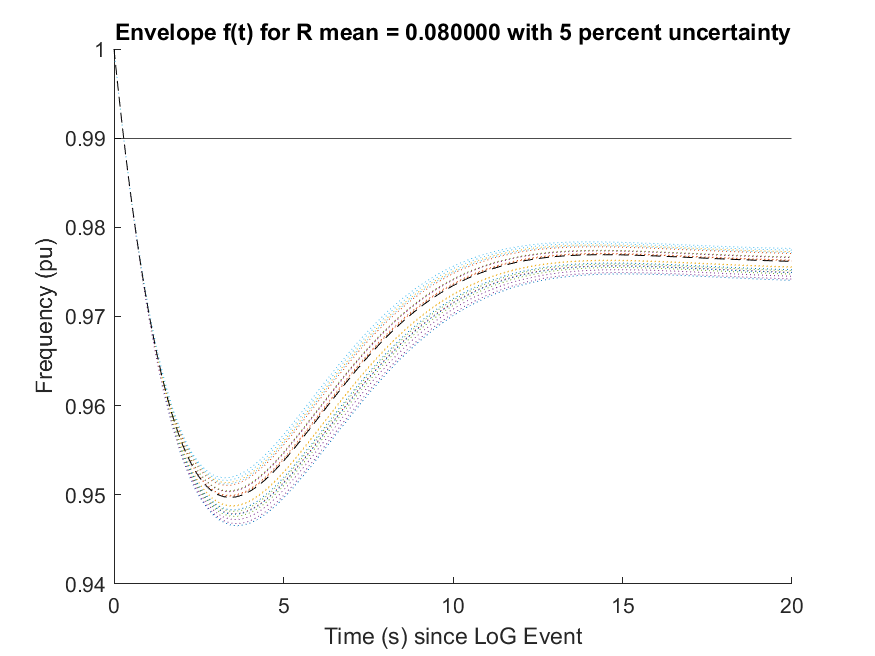 Envelope f(t) for R mean = 0.080000 with 5 percent uncertainty
1
0.99
0.98
0.97
0.96
0.95
0.94
Frequency (pu)
0 5 10 15 20
Time (s) since LoG Event